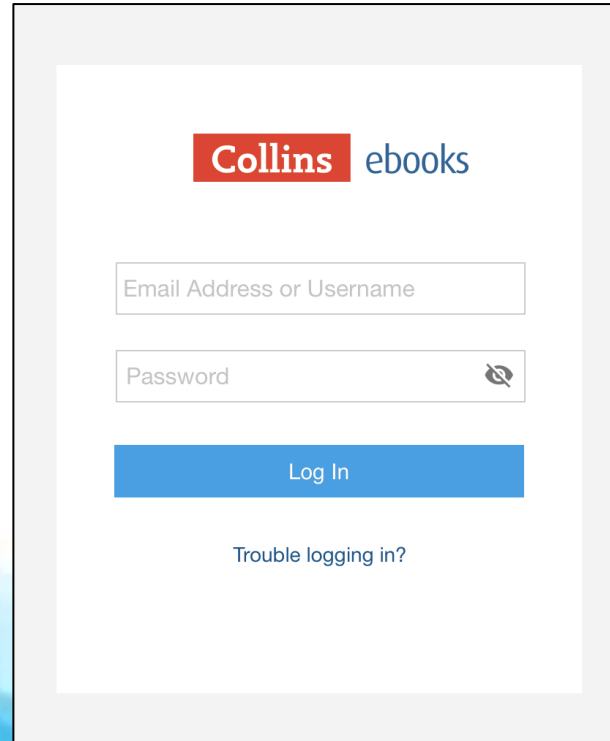 Collins ebooks
Email Address or Username
Password
Log In
Trouble logging in?